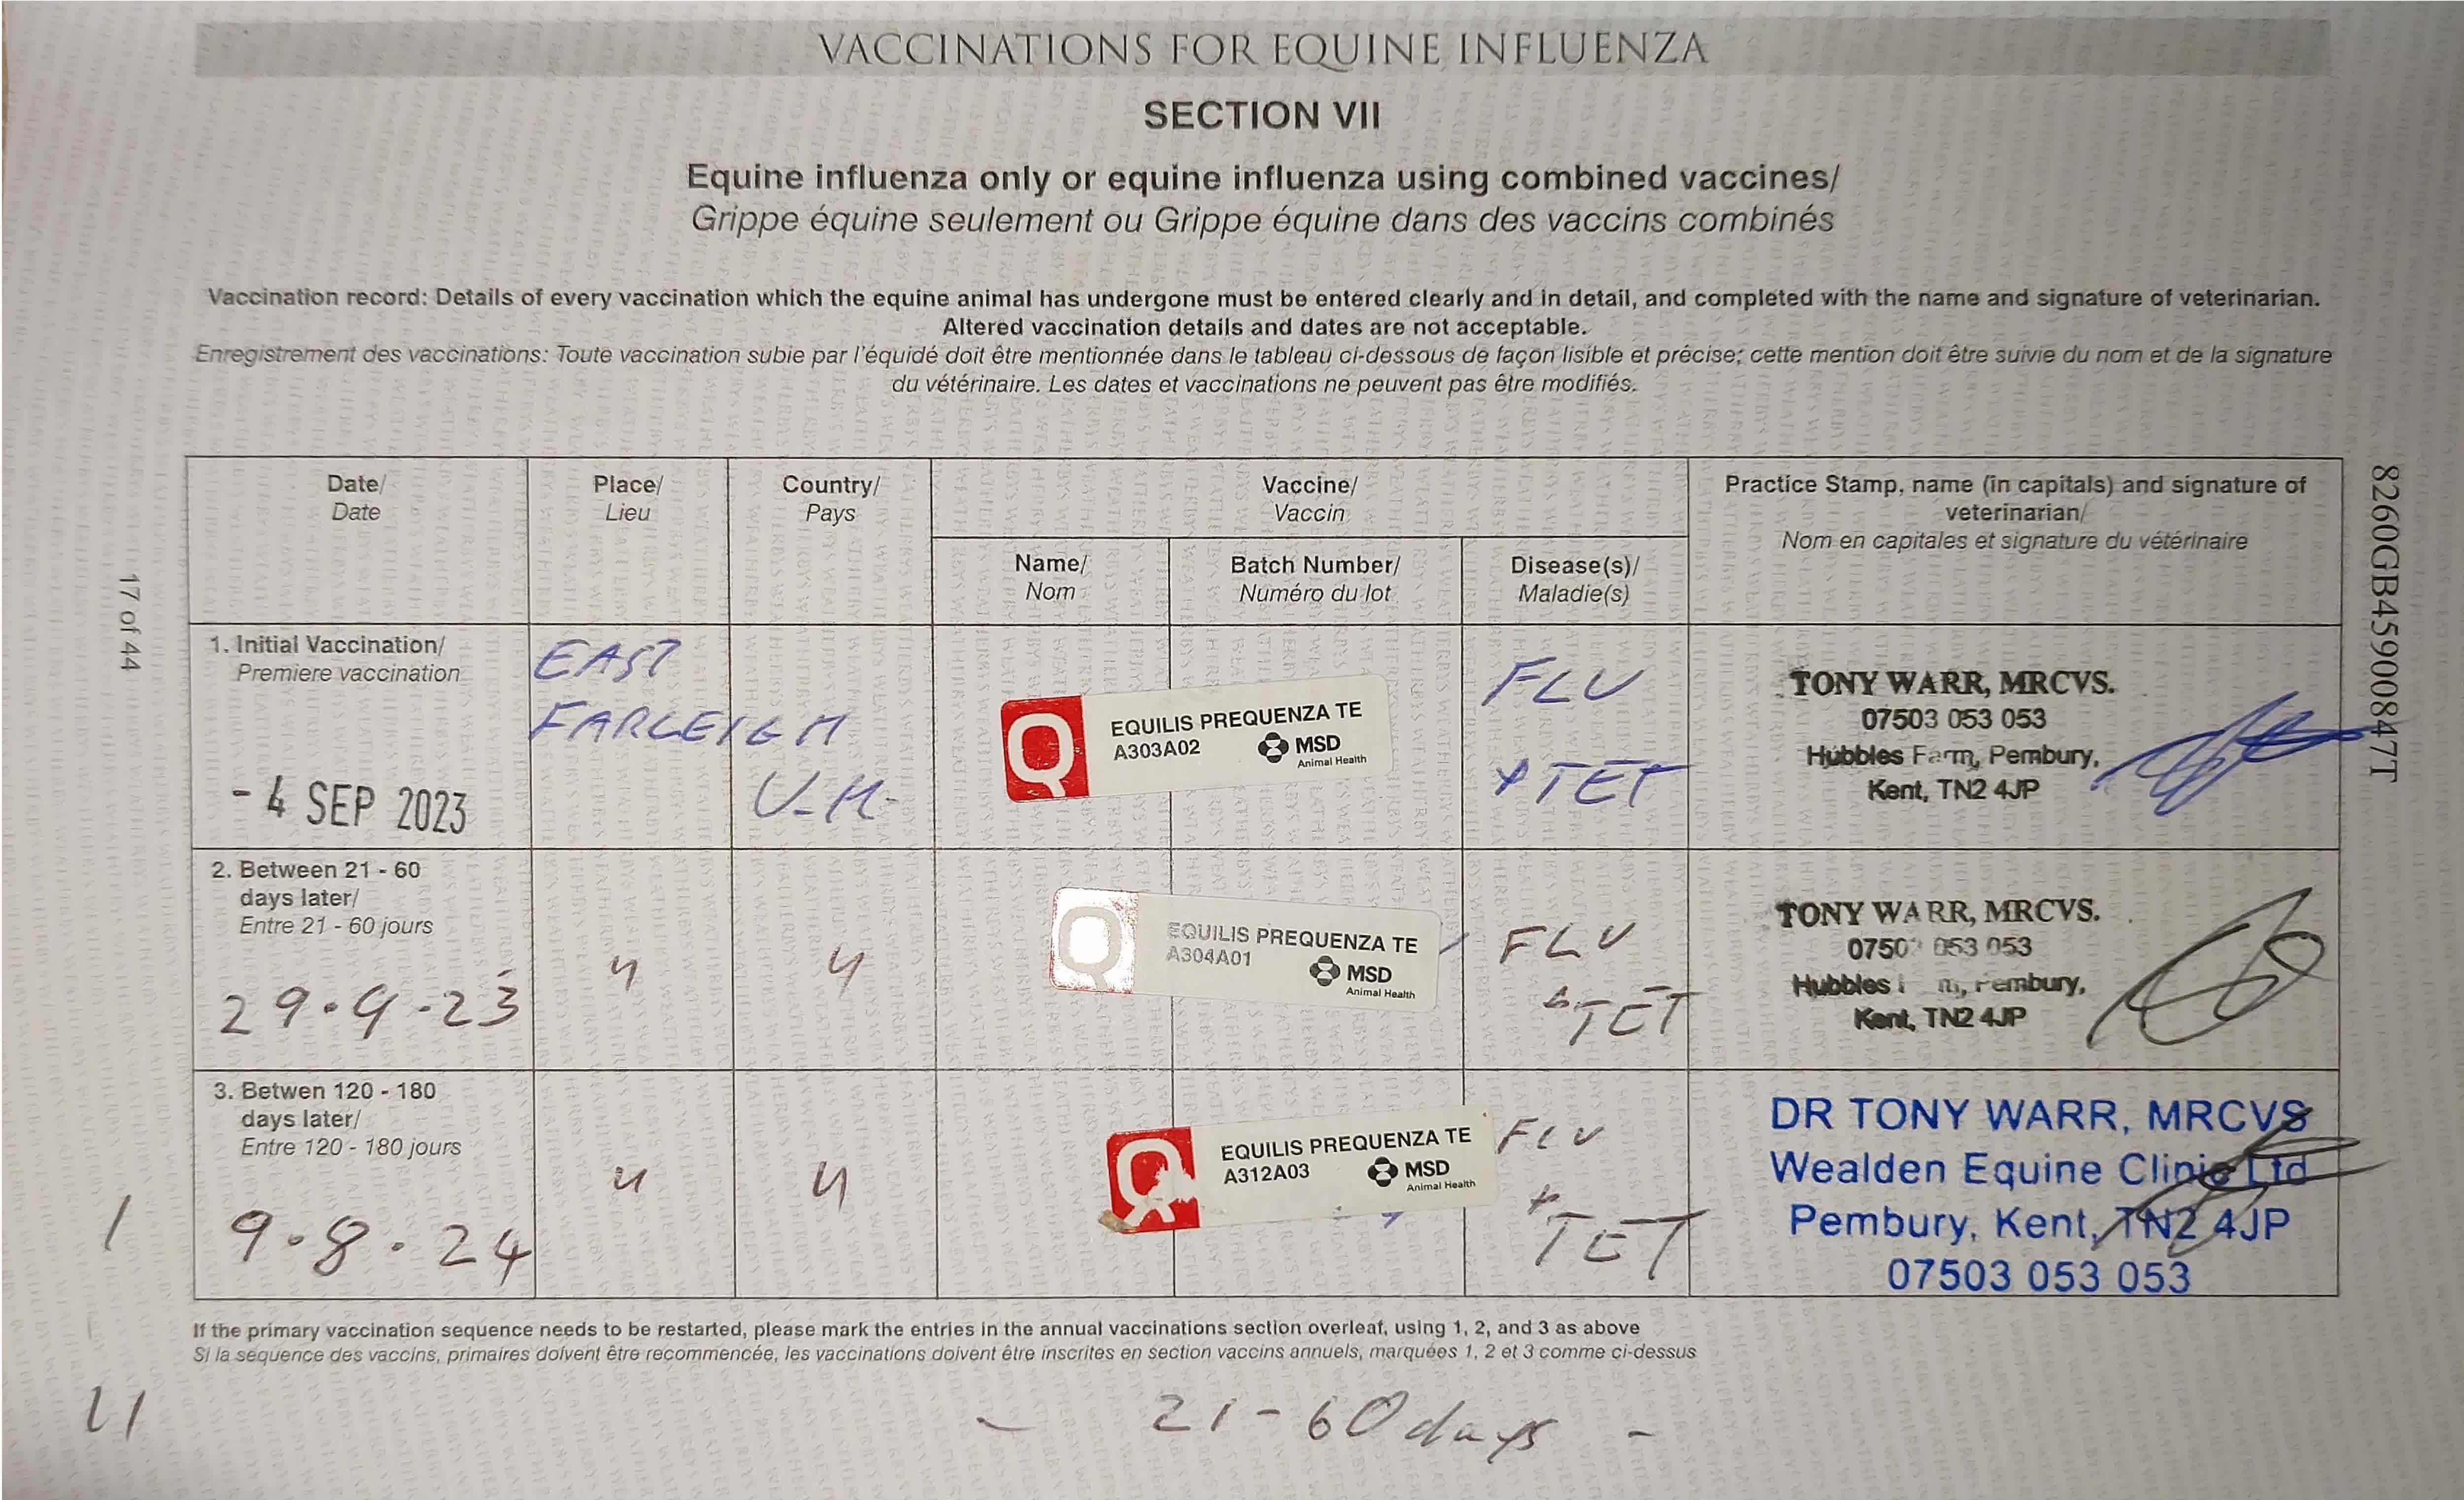 VACCINATIONS FOR EQUINE INFLUENZA
SECTION VII
Equine influenza only or equine influenza using combined vaccines/
Grippe équine seulement ou Grippe équine dans des vaccins combinés
Vaccination record: Details of every vaccination which the equine animal has undergone must be entered clearly and in detail, and completed with the name and signature of veterinarian.
Altered vaccination details and dates are not acceptable.
Enregistrement des vaccinations: Toute vaccination subie par l'équidé doit être mentionnée dans le tableau ci-dessous de façon lisible et précise; cette mention doit être suivie du nom et de la signature
du vétérinaire. Les dates et vaccinations ne peuvent pas être modifiés.
Date/
Date
Place/
Lieu
Country/
Pays
Vaccine/
Vaccin
Name/
Nom
Batch Number/
Numéro du lot
Disease(s)/
Maladie(s)
Practice Stamp, name (in capitals) and signature of
veterinarian/
Nom en capitales et signature du vétérinaire
1. Initial Vaccination/
Premiere vaccination
- 4 SEP 2023
EAST
FARLEIGH
U.K.
EQUILIS PREQUENZA TE
A303A02
MSD
Animal Health
FLU
+ TET
TONY WARR, MRCVS.
07503 053 053
Hubbles Farm, Pembury,
Kent, TN2 4JP
2. Between 21 - 60
days later/
Entre 21 - 60 jours
29.9.23
"
"
EQUILIS PREQUENZA TE
A304A01
MSD
Animal Health
FLU
+ TET
TONY WARR, MRCVS.
0750 053 053
Hubbles m, Pembury,
Kent, TN2 4JP
3. Betwen 120 - 180
days later/
Entre 120 - 180 jours
1
9.8.24
"
"
EQUILIS PREQUENZA TE
A312A03
MSD
Animal Health
FLU
+ TET
DR TONY WARR, MRCVS
Wealden Equine Clinic Ltd
Pembury, Kent, TN2 4JP
07503 053 053
If the primary vaccination sequence needs to be restarted, please mark the entries in the annual vaccinations section overleaf, using 1, 2, and 3 as above
Si la séquence des vaccins, primaires doivent être recommencée, les vaccinations doivent être inscrites en section vaccins annuels, marquées 1, 2 et 3 comme ci-dessus
11
- 21-60 days -
17 of 44
8260GB45900847T